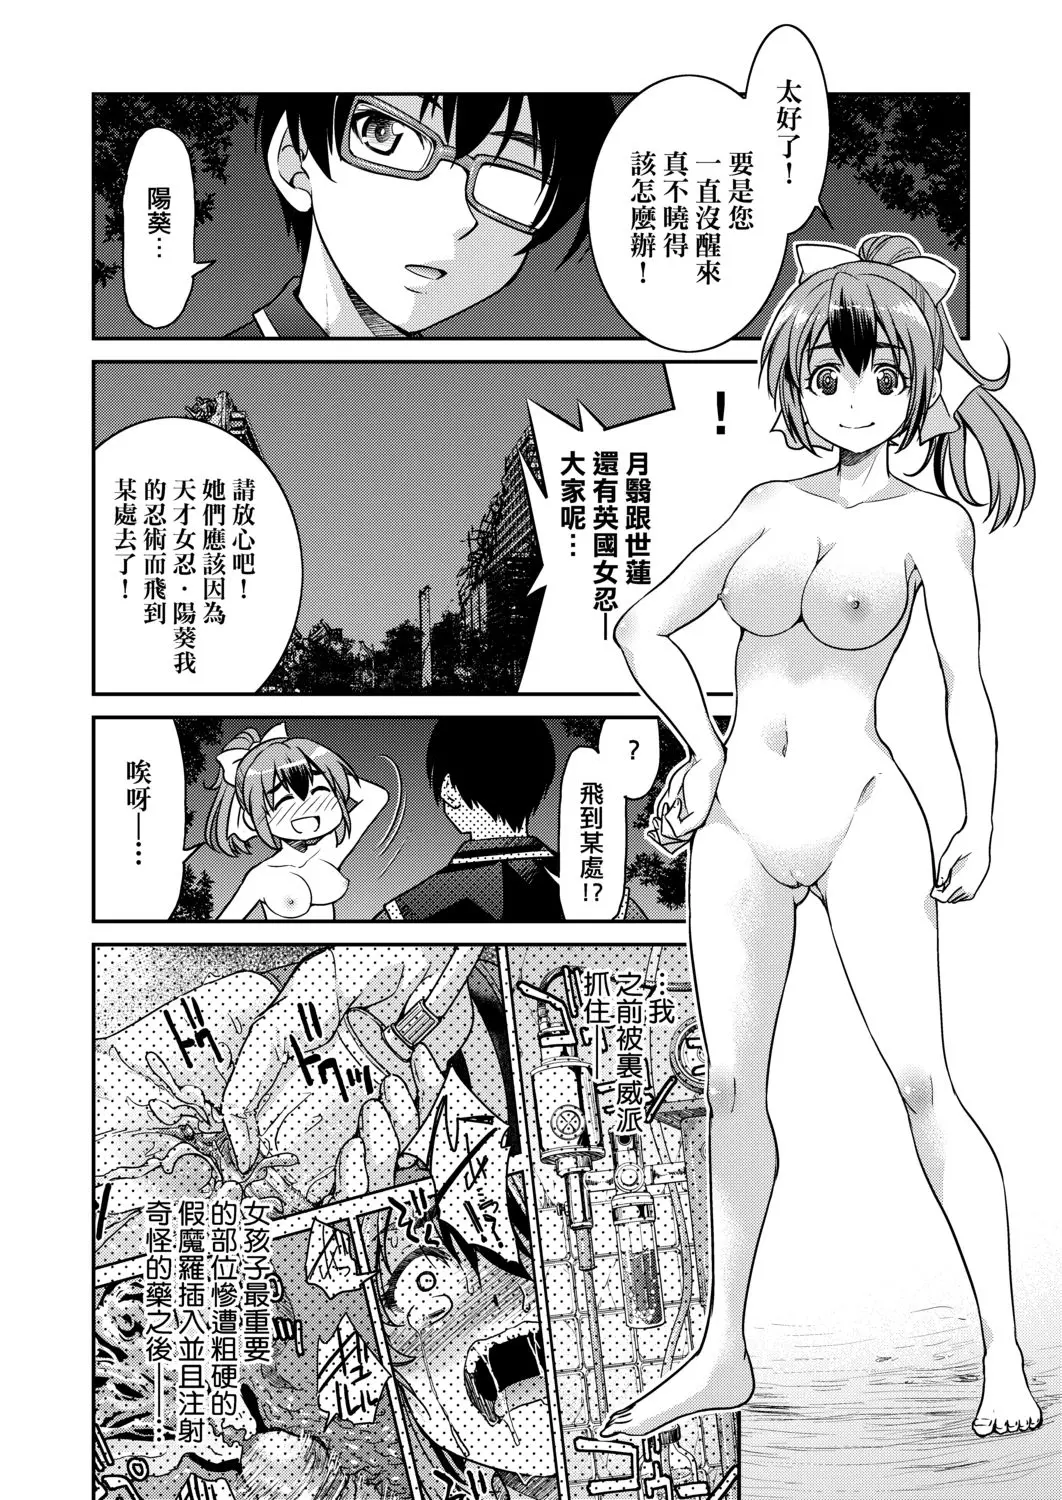 太好了！
要是您
一直沒醒來
真不曉得
該怎麼辦！
陽葵…
！
月翳跟世蓮
還有英國女忍—
大家呢…
請放心吧！
她們應該因為
天才女忍・陽葵我
的忍術而飛到
某處去了！
？
飛到某處!?
唉呀——…
…我
之前被裏威派
抓住——
女孩子最重要
的部位慘遭粗硬的
假魔羅插入並且注射
奇怪的藥之後——…